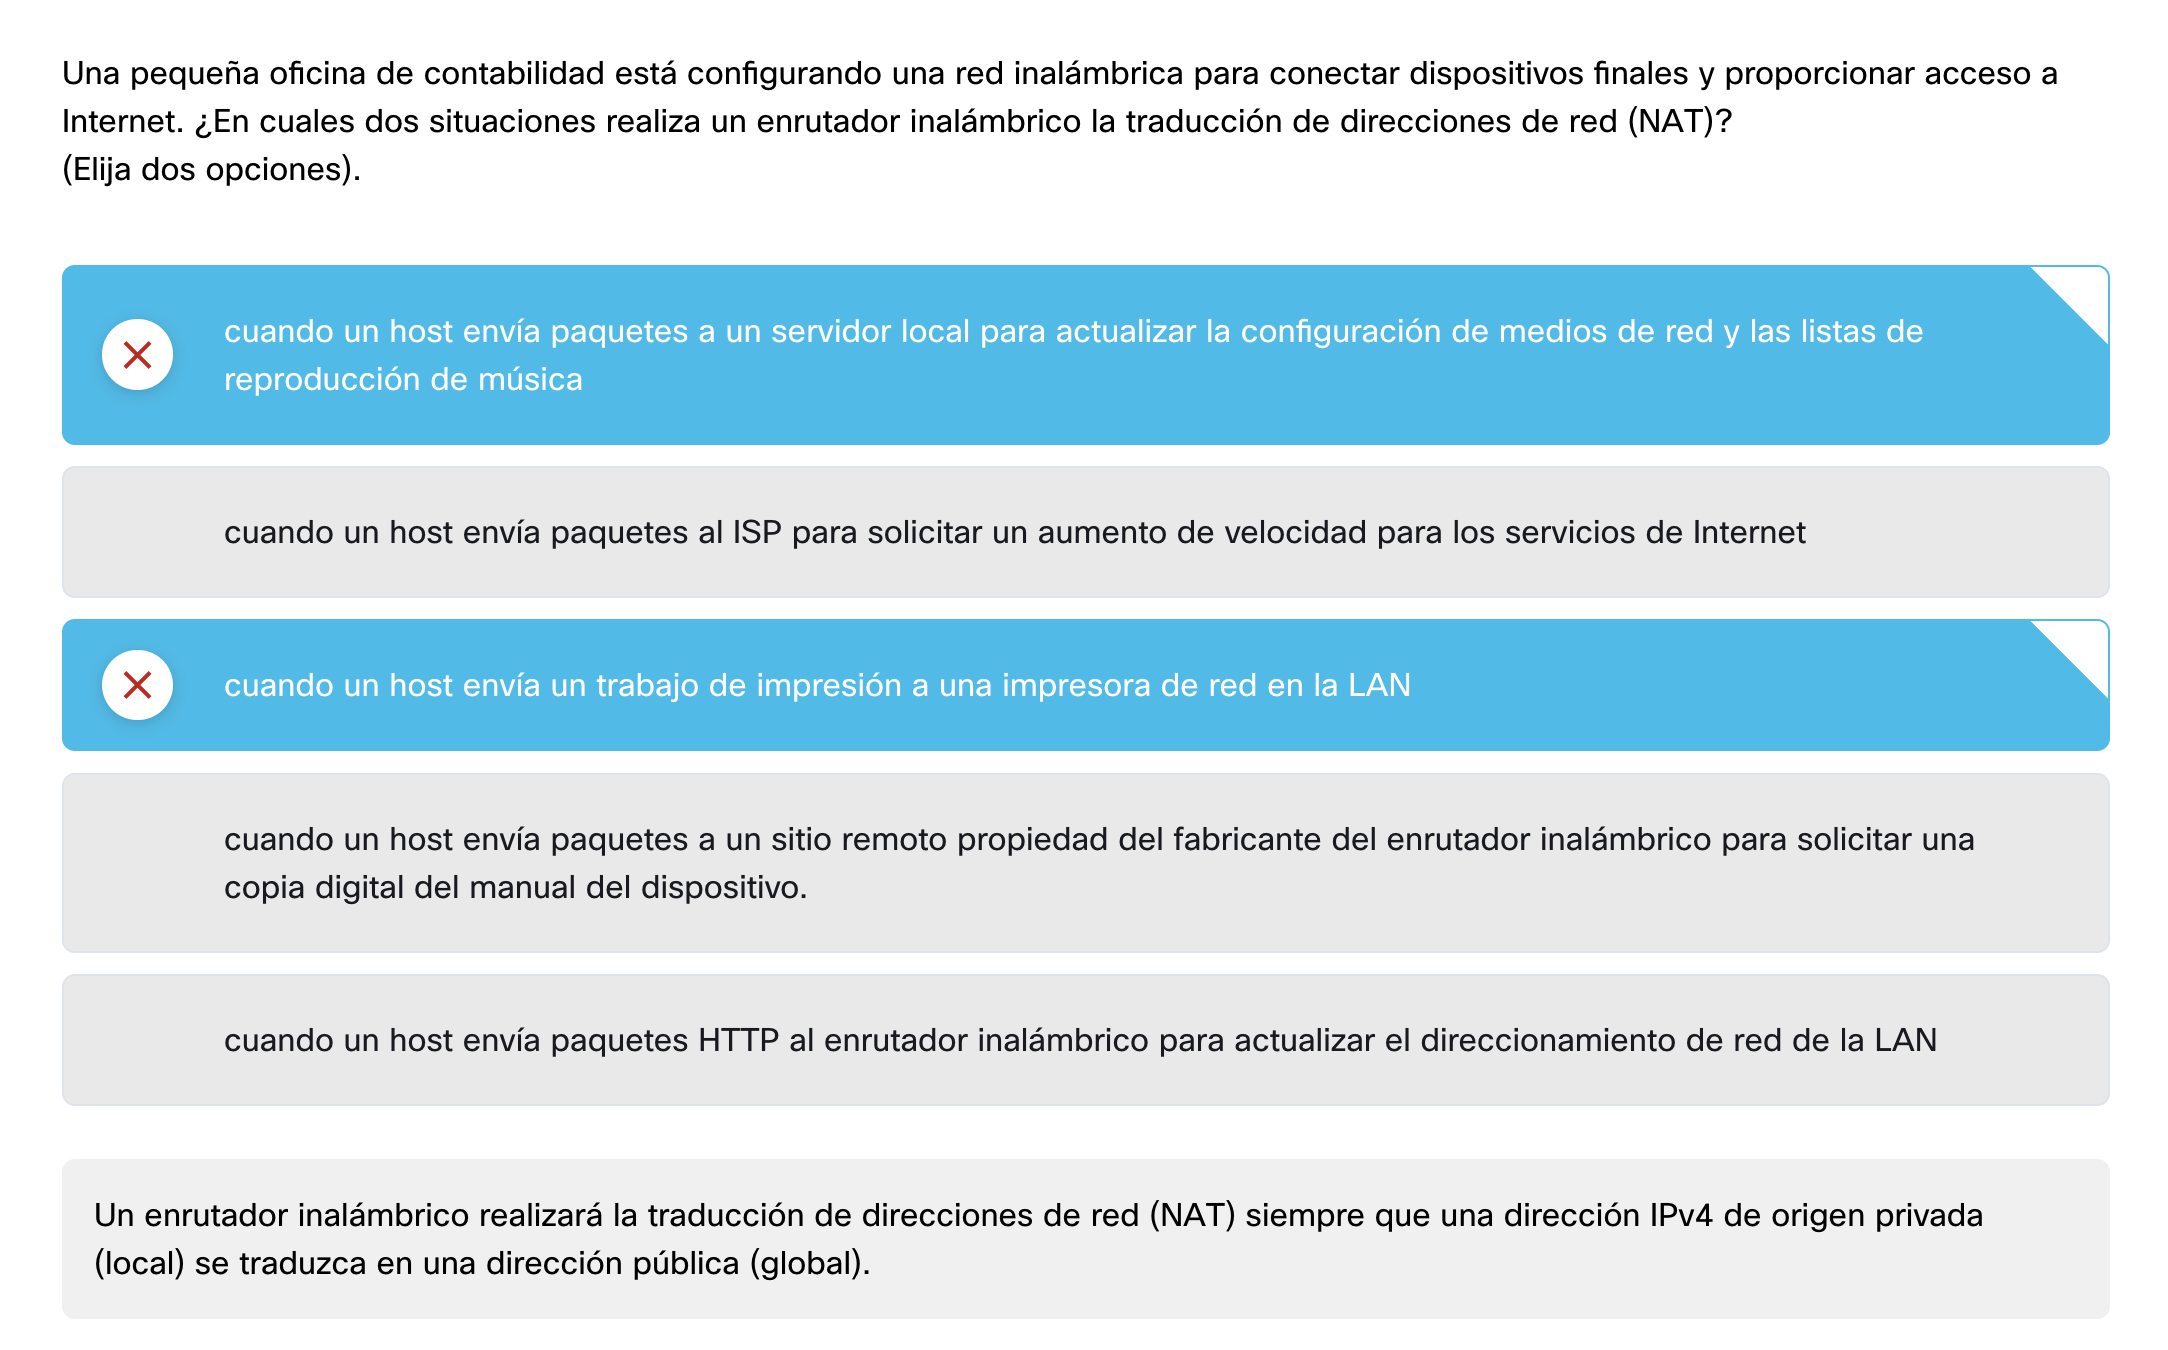 Una pequeña oficina de contabilidad está configurando una red inalámbrica para conectar dispositivos finales y proporcionar acceso a
Internet. ¿En cuales dos situaciones realiza un enrutador inalámbrico la traducción de direcciones de red (NAT)?
(Elija dos opciones).
cuando un host envía paquetes a un servidor local para actualizar la configuración de medios de red y las listas de
reproducción de música
cuando un host envía paquetes al ISP para solicitar un aumento de velocidad para los servicios de Internet
cuando un host envía un trabajo de impresión a una impresora de red en la LAN
cuando un host envía paquetes a un sitio remoto propiedad del fabricante del enrutador inalámbrico para solicitar una
copia digital del manual del dispositivo.
cuando un host envía paquetes HTTP al enrutador inalámbrico para actualizar el direccionamiento de red de la LAN
Un enrutador inalámbrico realizará la traducción de direcciones de red (NAT) siempre que una dirección IPv4 de origen privada
(local) se traduzca en una dirección pública (global).